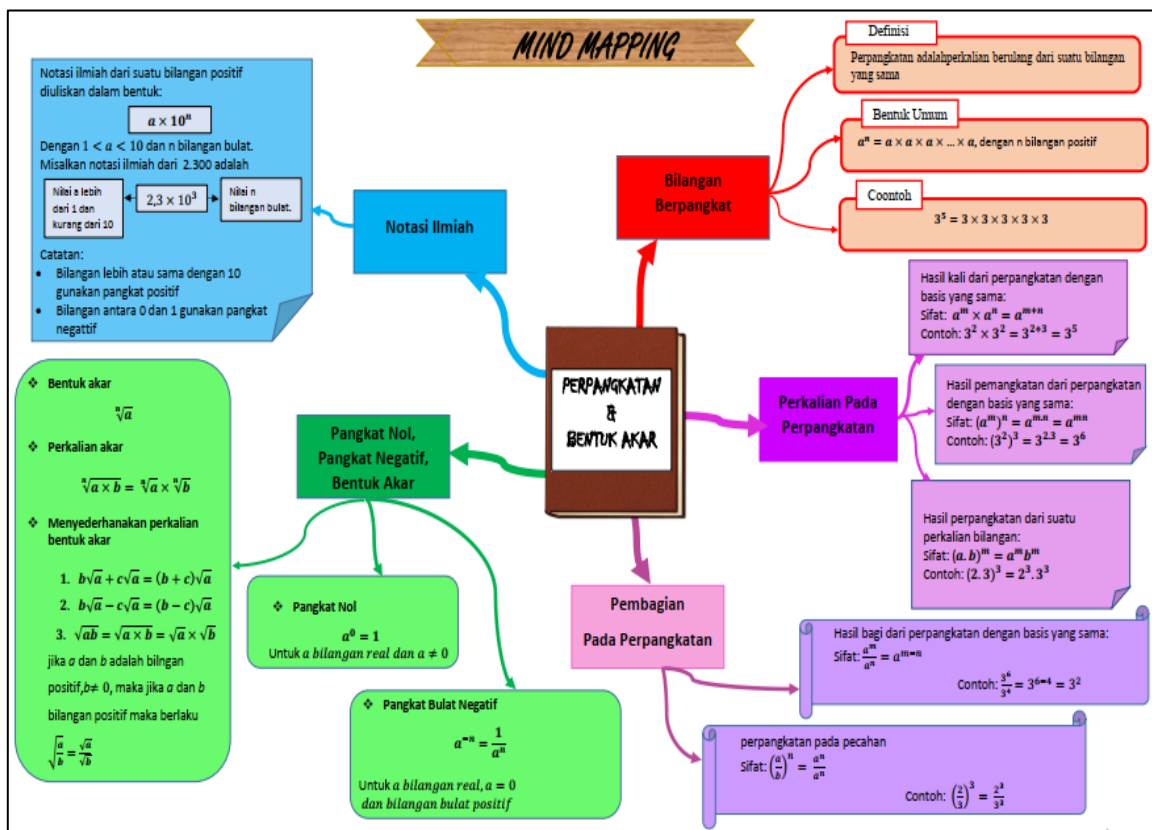 MIND MAPPING
Notasi ilmiah dari suatu bilangan positif
diuliskan dalam bentuk:
a × 10ⁿ
Dengan 1 < a < 10 dan n bilangan bulat.
Misalkan notasi ilmiah dari 2.300 adalah
Nilai a lebih
dari 1 dan
kurang dari 10
2,3 × 10³
Nilai n
bilangan bulat.
Catatan:
• Bilangan lebih atau sama dengan 10
gunakan pangkat positif
• Bilangan antara 0 dan 1 gunakan pangkat
negattif
Notasi Ilmiah
Bilangan
Berpangkat
Definisi
Perpangkatan adalahperkalian berulang dari suatu bilangan
yang sama
Bentuk Umum
aⁿ = a × a × a × ... × a, dengan n bilangan positif
Coontoh
3⁵ = 3 × 3 × 3 × 3 × 3
PERPANGKATAN
&
BENTUK AKAR
Perkalian Pada
Perpangkatan
Hasil kali dari perpangkatan dengan
basis yang sama:
Sifat: aᵐ × aⁿ = aᵐ⁺ⁿ
Contoh: 3² × 3² = 3²⁺³ = 3⁵
Hasil pemangkatan dari perpangkatan
dengan basis yang sama:
Sifat: (aᵐ)ⁿ = a^{m.n} = aᵐⁿ
Contoh: (3²)³ = 3^{2.3} = 3⁶
Hasil perpangkatan dari suatu
perkalian bilangan:
Sifat: (a.b)ᵐ = aᵐbᵐ
Contoh: (2.3)³ = 2³.3³
Pangkat Nol,
Pangkat Negatif,
Bentuk Akar
❖ Bentuk akar
ⁿ√a
❖ Perkalian akar
ⁿ√(a × b) = ⁿ√a × ⁿ√b
❖ Menyederhanakan perkalian
bentuk akar
1. b√a + c√a = (b + c)√a
2. b√a − c√a = (b − c)√a
3. √ab = √(a × b) = √a × √b
jika a dan b adalah bilngan
positif,b≠ 0, maka jika a dan b
bilangan positif maka berlaku
√(a/b) = √a/√b
❖ Pangkat Nol
a⁰ = 1
Untuk a bilangan real dan a ≠ 0
❖ Pangkat Bulat Negatif
a⁻ⁿ = 1/aⁿ
Untuk a bilangan real, a = 0
dan bilangan bulat positif
Pembagian
Pada Perpangkatan
Hasil bagi dari perpangkatan dengan basis yang sama:
Sifat: aᵐ/aⁿ = aᵐ⁻ⁿ
Contoh: 3⁶/3⁴ = 3⁶⁻⁴ = 3²
perpangkatan pada pecahan
Sifat: (a/b)ⁿ = aⁿ/aⁿ
Contoh: (2/3)³ = 2³/3³